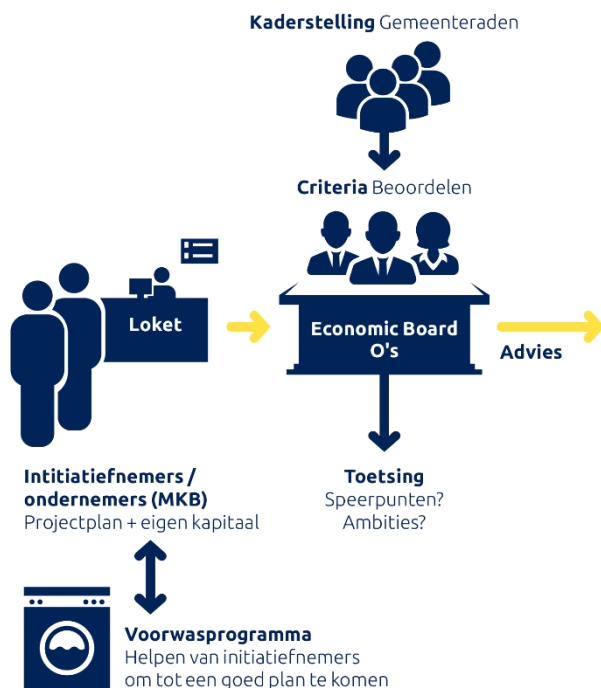 Kaderstelling Gemeenteraden
Criteria Beoordelen
Loket
Economic Board
O's
Advies
Intitiatiefnemers /
ondernemers (MKB)
Projectplan + eigen kapitaal
Toetsing
Speerpunten?
Ambities?
Voorwasprogramma
Helpen van initiatiefnemers
om tot een goed plan te komen